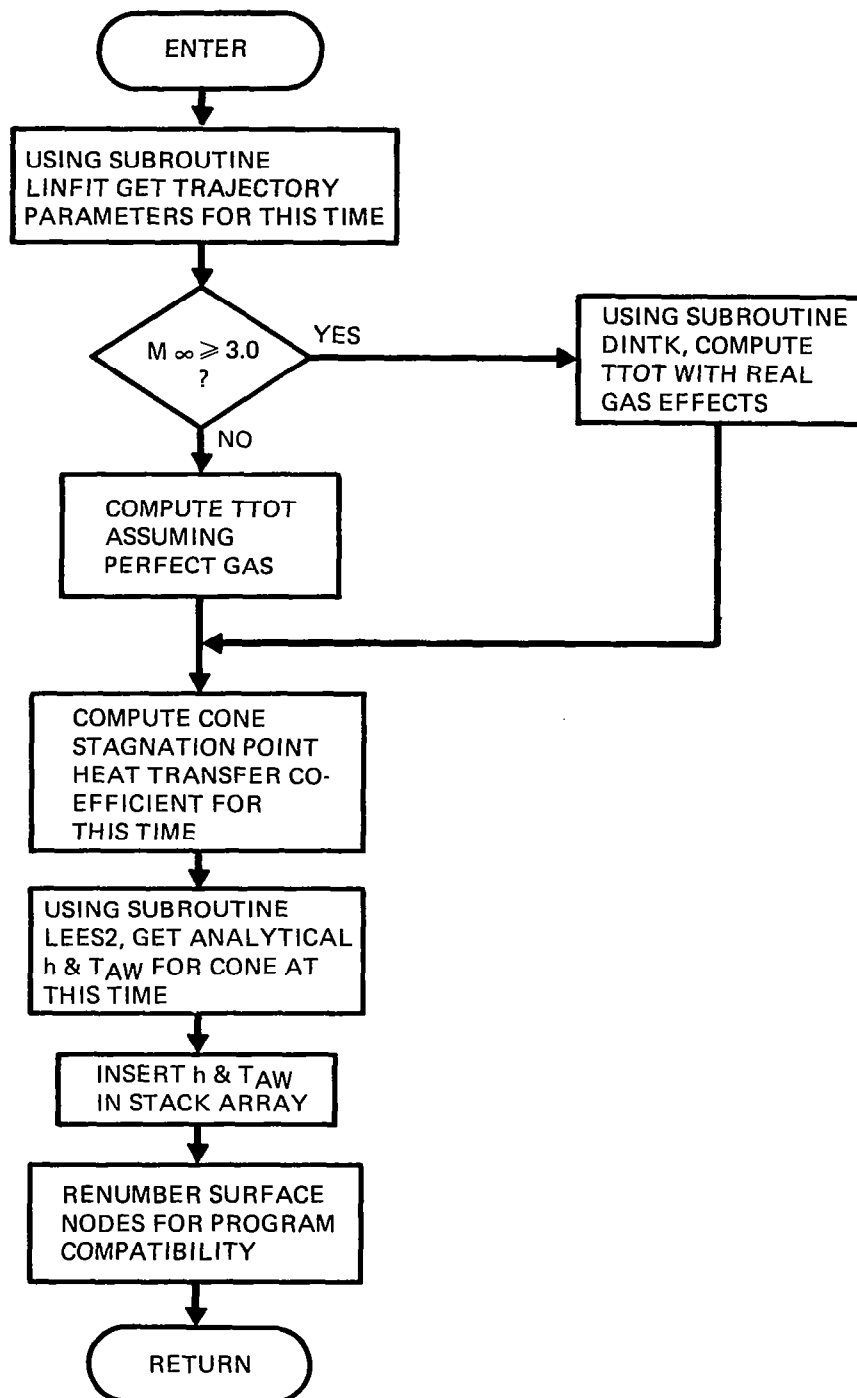 ENTER
USING SUBROUTINE
LINFIT GET TRAJECTORY
PARAMETERS FOR THIS TIME
M ∞ ⩾ 3.0
?
YES
USING SUBROUTINE
DINTK, COMPUTE
TTOT WITH REAL
GAS EFFECTS
NO
COMPUTE TTOT
ASSUMING
PERFECT GAS
COMPUTE CONE
STAGNATION POINT
HEAT TRANSFER CO-
EFFICIENT FOR
THIS TIME
USING SUBROUTINE
LEES2, GET ANALYTICAL
h & TAW FOR CONE AT
THIS TIME
INSERT h & TAW
IN STACK ARRAY
RENUMBER SURFACE
NODES FOR PROGRAM
COMPATIBILITY
RETURN